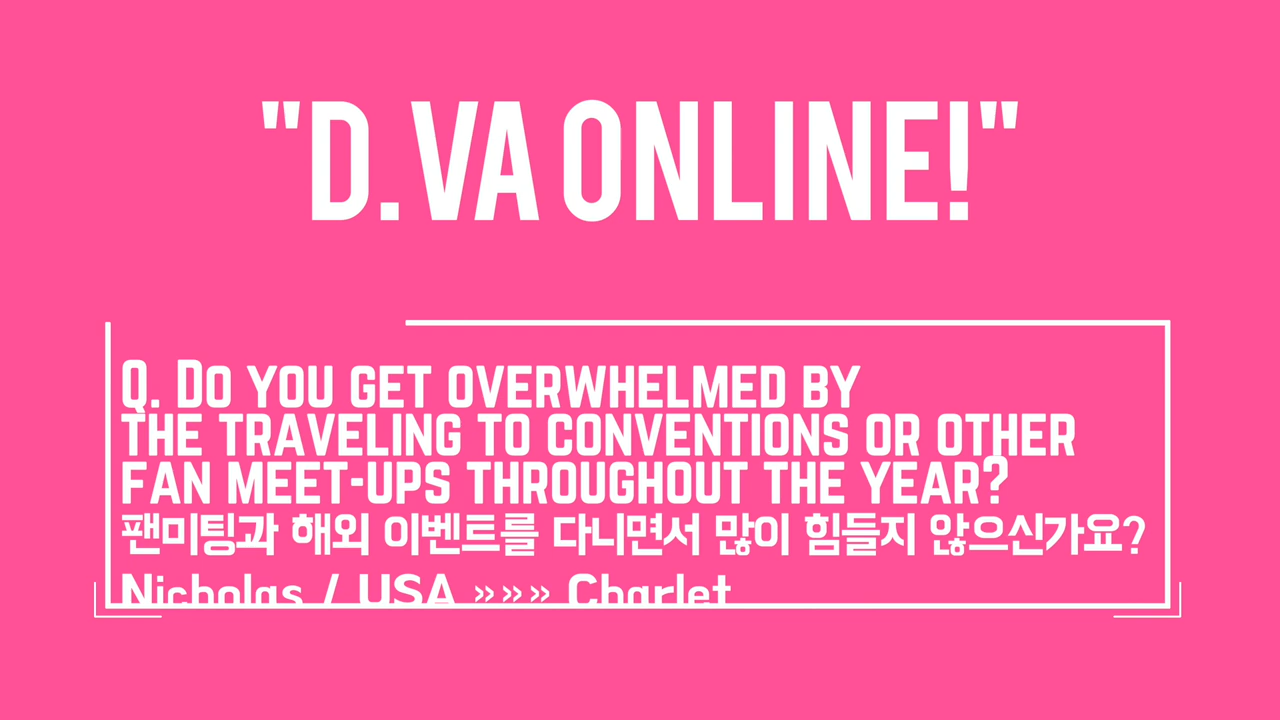 "D.VA ONLINE!"
Q. DO YOU GET OVERWHELMED BY
THE TRAVELING TO CONVENTIONS OR OTHER
FAN MEET-UPS THROUGHOUT THE YEAR?
팬미팅과 해외 이벤트를 다니면서 많이 힘들지 않으신가요?
Nicholas / USA »»» Charlet